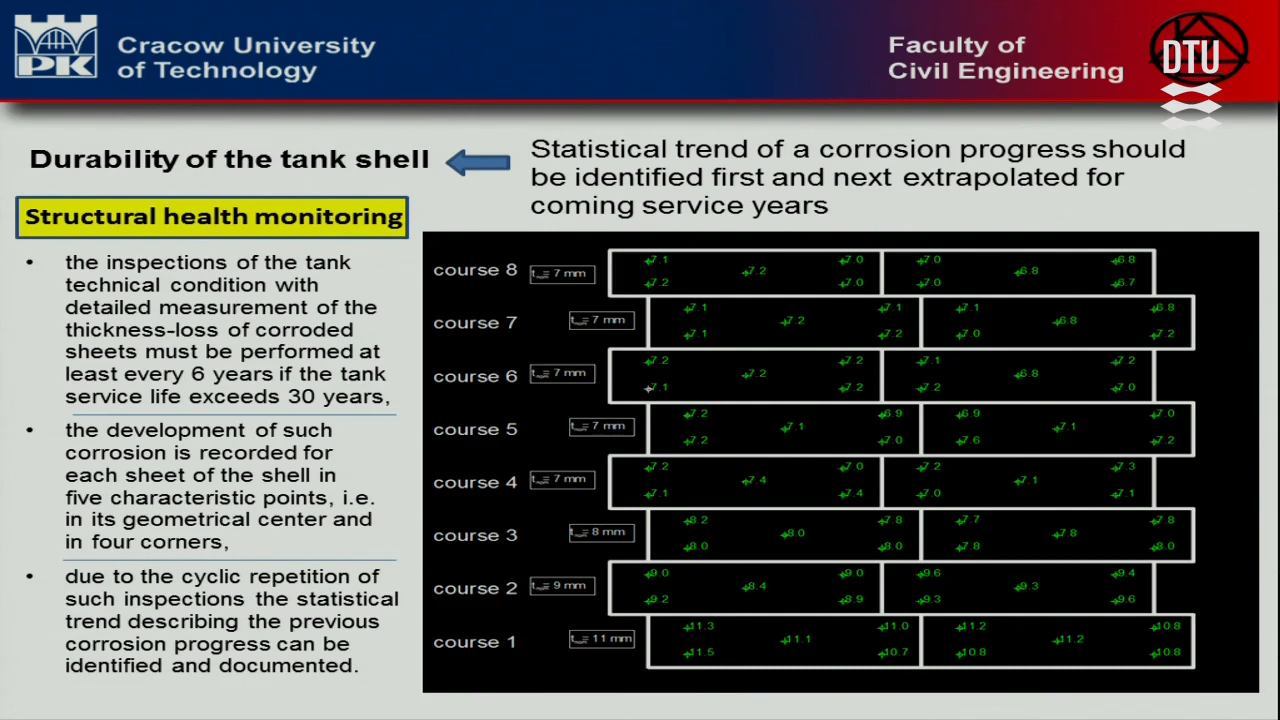 PK
Cracow University
of Technology
Faculty of
Civil Engineering
DTU
Durability of the tank shell
Statistical trend of a corrosion progress should
be identified first and next extrapolated for
coming service years
Structural health monitoring
• the inspections of the tank
technical condition with
detailed measurement of the
thickness-loss of corroded
sheets must be performed at
least every 6 years if the tank
service life exceeds 30 years,
• the development of such
corrosion is recorded for
each sheet of the shell in
five characteristic points, i.e.
in its geometrical center and
in four corners,
• due to the cyclic repetition of
such inspections the statistical
trend describing the previous
corrosion progress can be
identified and documented.
course 8 t = 7 mm
7.1 7.0 7.0 6.8
7.2 6.8
7.2 7.0 7.0 6.7
course 7 t = 7 mm
7.1 7.1 7.1 6.8
7.2 6.8
7.1 7.2 7.0 7.2
course 6 t = 7 mm
7.2 7.2 7.1 7.2
7.2 6.8
7.1 7.2 7.2 7.0
course 5 t = 7 mm
7.2 6.9 6.9 7.0
7.1 7.1
7.2 7.0 7.6 7.2
course 4 t = 7 mm
7.2 7.0 7.2 7.3
7.4 7.1
7.1 7.4 7.0 7.1
course 3 t = 8 mm
8.2 7.8 7.7 7.8
8.0 7.8
8.0 8.0 7.8 8.0
course 2 t = 9 mm
9.0 9.0 9.6 9.4
8.4 9.3
9.2 8.9 9.3 9.6
course 1 t = 11 mm
11.3 11.0 11.2 10.8
11.1 11.2
11.5 10.7 10.8 10.8